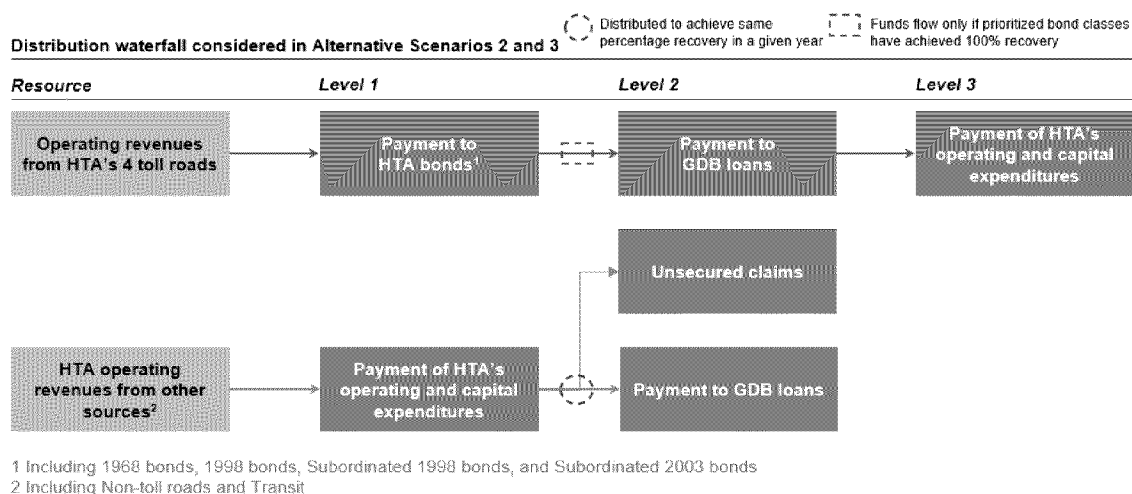 Distribution waterfall considered in Alternative Scenarios 2 and 3
Distributed to achieve same
percentage recovery in a given year
Funds flow only if prioritized bond classes
have achieved 100% recovery
Resource Level 1 Level 2 Level 3
Operating revenues
from HTA's 4 toll roads
Payment to
HTA bonds¹
Payment to
GDB loans
Payment of HTA's
operating and capital
expenditures
Unsecured claims
HTA operating
revenues from other
sources²
Payment of HTA's
operating and capital
expenditures
Payment to GDB loans
1 Including 1968 bonds, 1998 bonds, Subordinated 1998 bonds, and Subordinated 2003 bonds
2 Including Non-toll roads and Transit